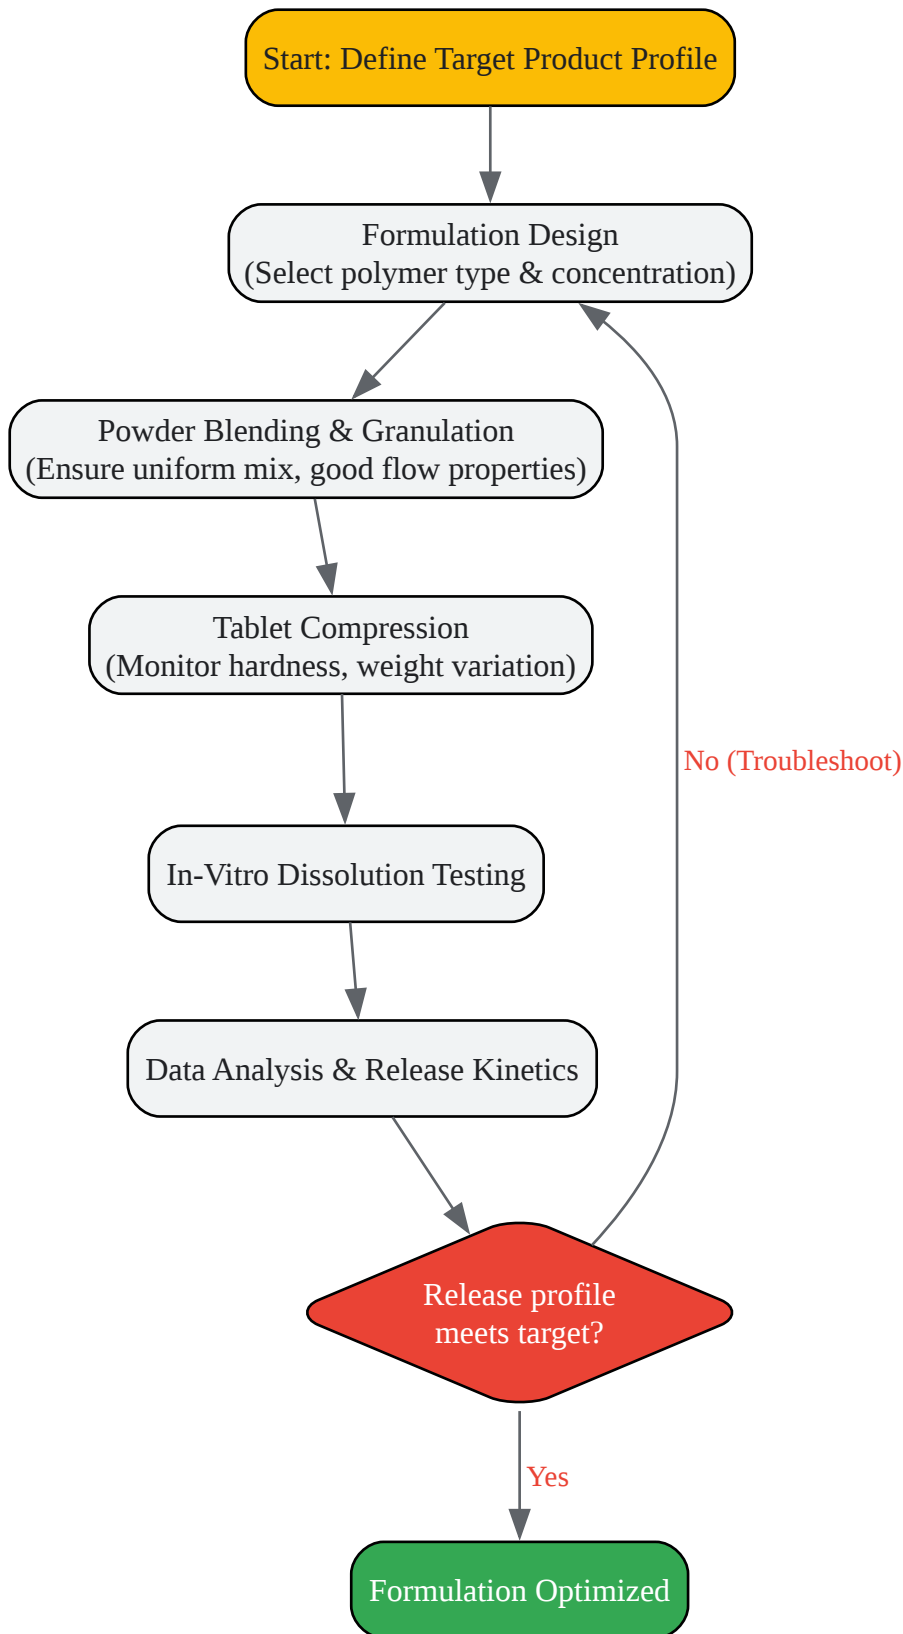 Start: Define Target Product Profile
Formulation Design
(Select polymer type & concentration)
Powder Blending & Granulation
(Ensure uniform mix, good flow properties)
Tablet Compression
(Monitor hardness, weight variation)
No (Troubleshoot)
In-Vitro Dissolution Testing
Data Analysis & Release Kinetics
Release profile
meets target?
Yes
Formulation Optimized